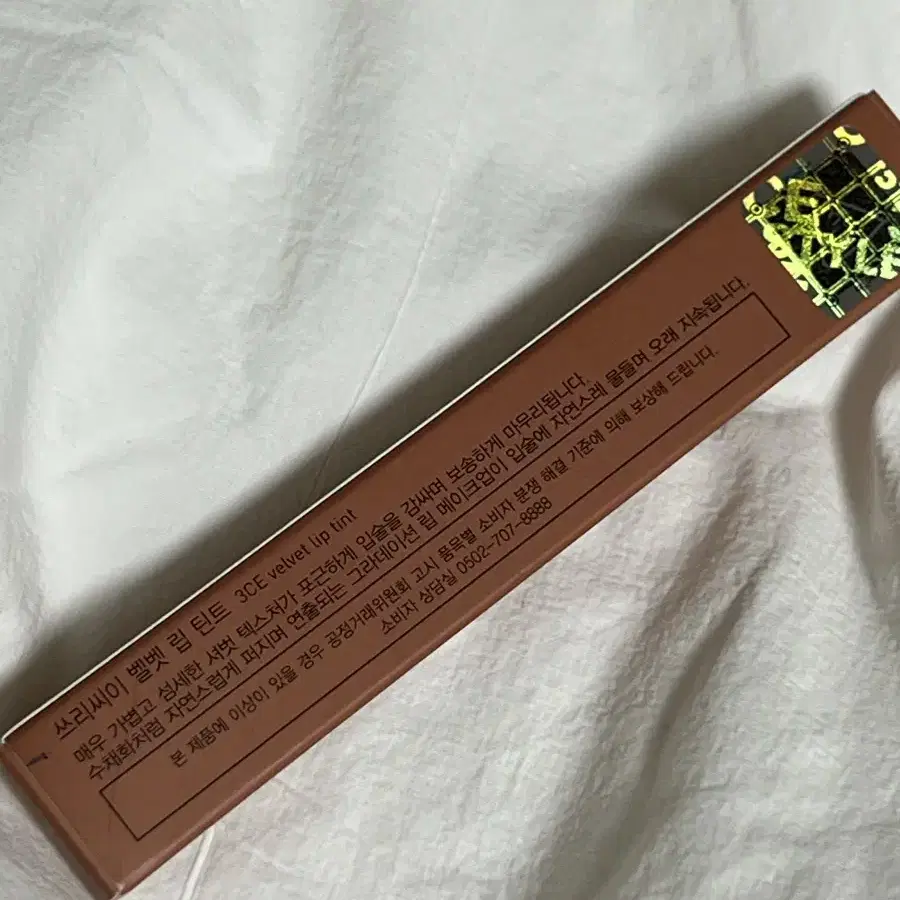 쓰리씨이 벨벳 립 틴트 3CE velvet lip tint
매우 가볍고 섬세한 셔벗 텍스처가 포근하게 입술을 감싸며 보송하게 마무리됩니다.
수채화처럼 자연스럽게 퍼지며 연출되는 그라데이션 립 메이크업이 입술에 자연스레 물들며 오래 지속됩니다.
본 제품에 이상이 있을 경우 공정거래위원회 고시 품목별 소비자 분쟁 해결 기준에 의해 보상해 드립니다.
소비자 상담실 0502-707-8888